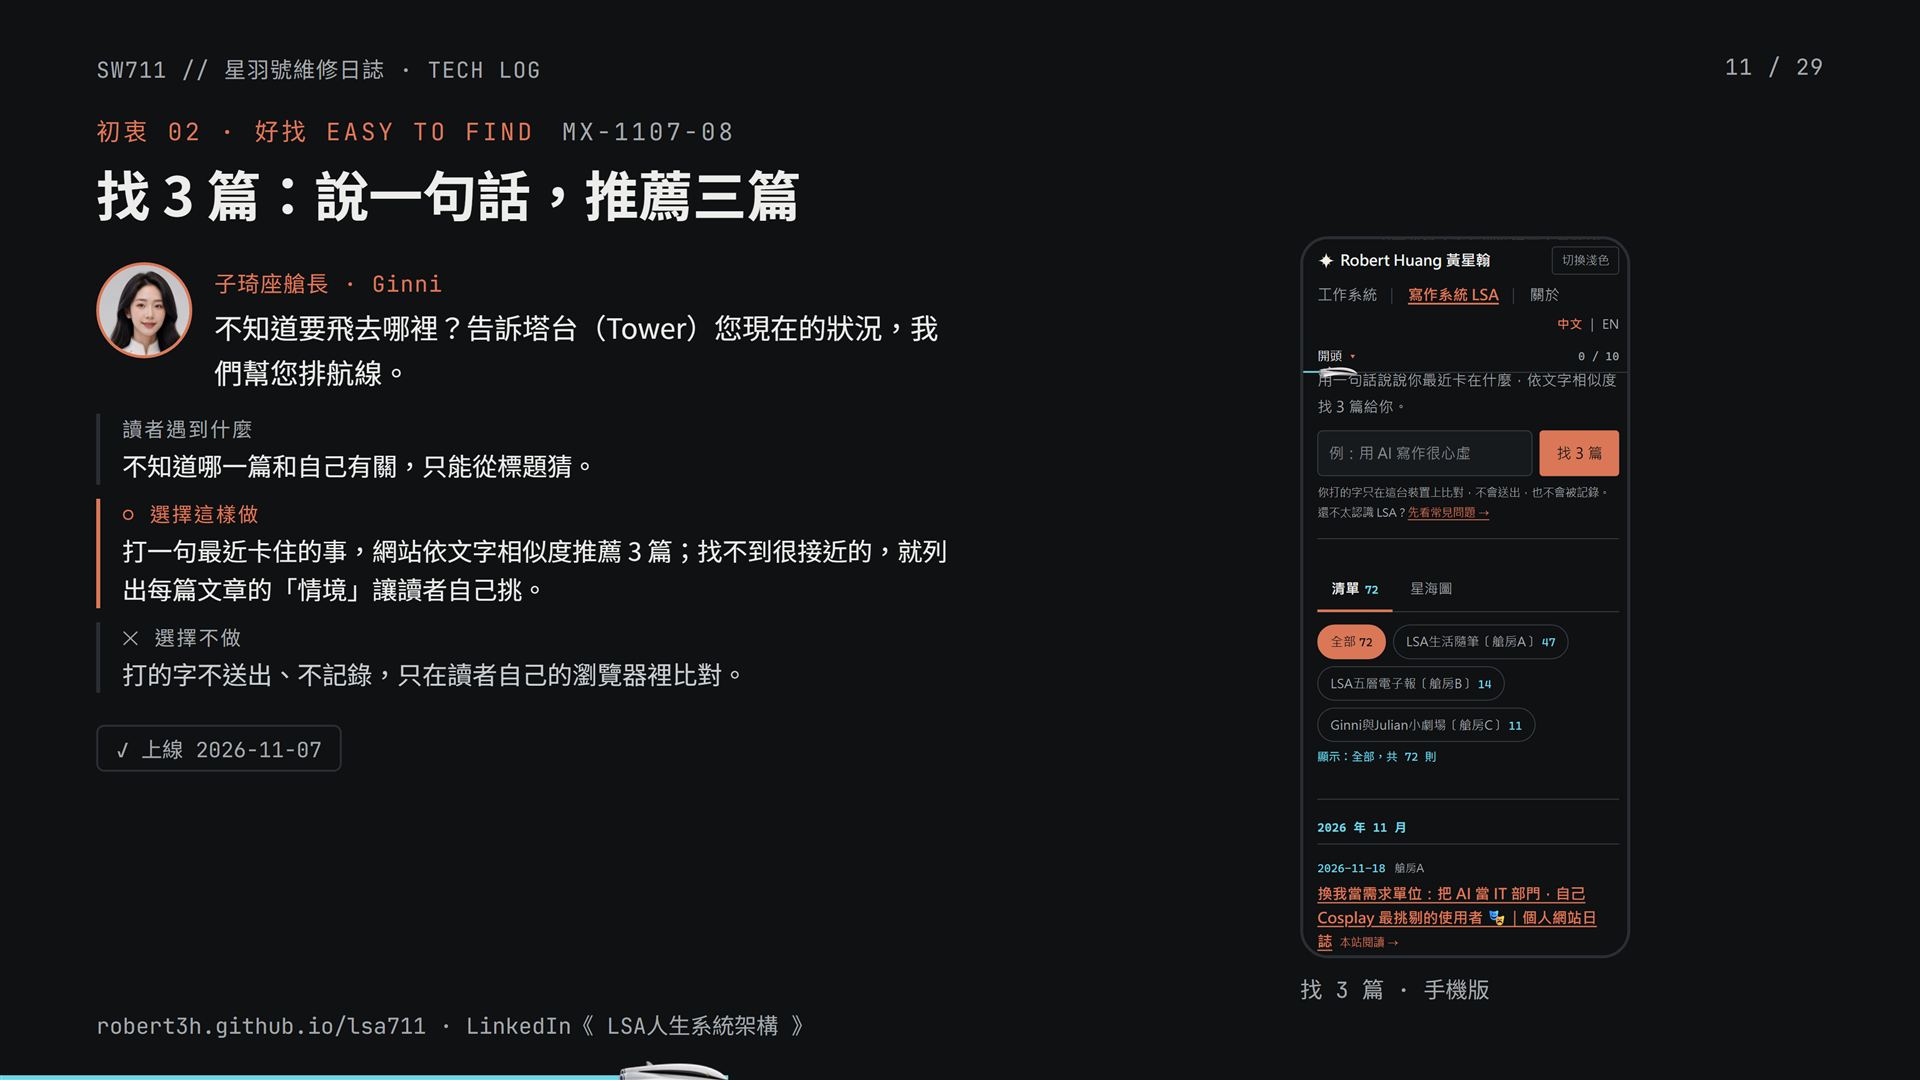 SW711 // 星羽號維修日誌 · TECH LOG
11 / 29
初衷 02 · 好找 EASY TO FIND MX-1107-08
找 3 篇：說一句話，推薦三篇
子琦座艙長 · Ginni
不知道要飛去哪裡？告訴塔台（Tower）您現在的狀況，我
們幫您排航線。
讀者遇到什麼
不知道哪一篇和自己有關，只能從標題猜。
○ 選擇這樣做
打一句最近卡住的事，網站依文字相似度推薦 3 篇；找不到很接近的，就列
出每篇文章的「情境」讓讀者自己挑。
× 選擇不做
打的字不送出、不記錄，只在讀者自己的瀏覽器裡比對。
✓ 上線 2026-11-07
✦ Robert Huang 黃星翰
切換淺色
工作系統 | 寫作系統 LSA | 關於
中文 | EN
開頭 ▾ 0 / 10
用一句話說說你最近卡在什麼，依文字相似度
找 3 篇給你。
例：用 AI 寫作很心虛
找 3 篇
你打的字只在這台裝置上比對，不會送出，也不會被記錄。
還不太認識 LSA？先看常見問題 →
清單 72 星海圖
全部 72 LSA生活隨筆〔艙房A〕 47
LSA五層電子報〔艙房B〕 14
Ginni與Julian小劇場〔艙房C〕 11
顯示：全部，共 72 則
2026 年 11 月
2026-11-18 艙房A
換我當需求單位：把 AI 當 IT 部門，自己
Cosplay 最挑剔的使用者 🎭｜個人網站日
誌 本站閱讀 →
找 3 篇 · 手機版
robert3h.github.io/lsa711 · LinkedIn《 LSA人生系統架構 》